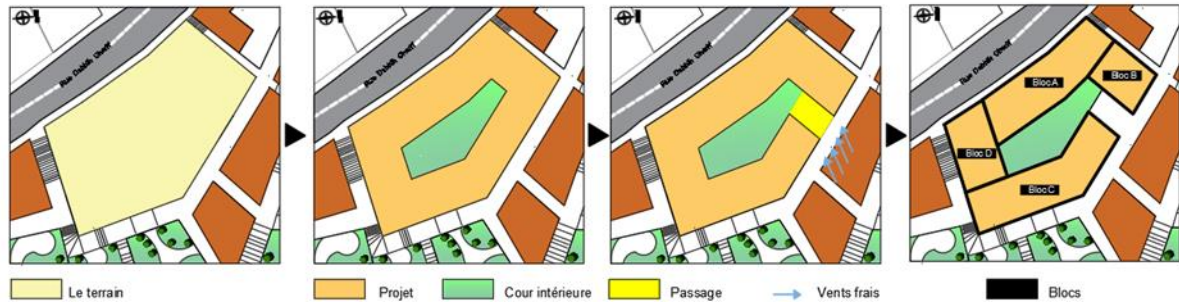 Bloc A
Bloc B
Bloc D
Bloc C
Le terrain
Projet
Cour intérieure
Passage
Vents frais
Blocs